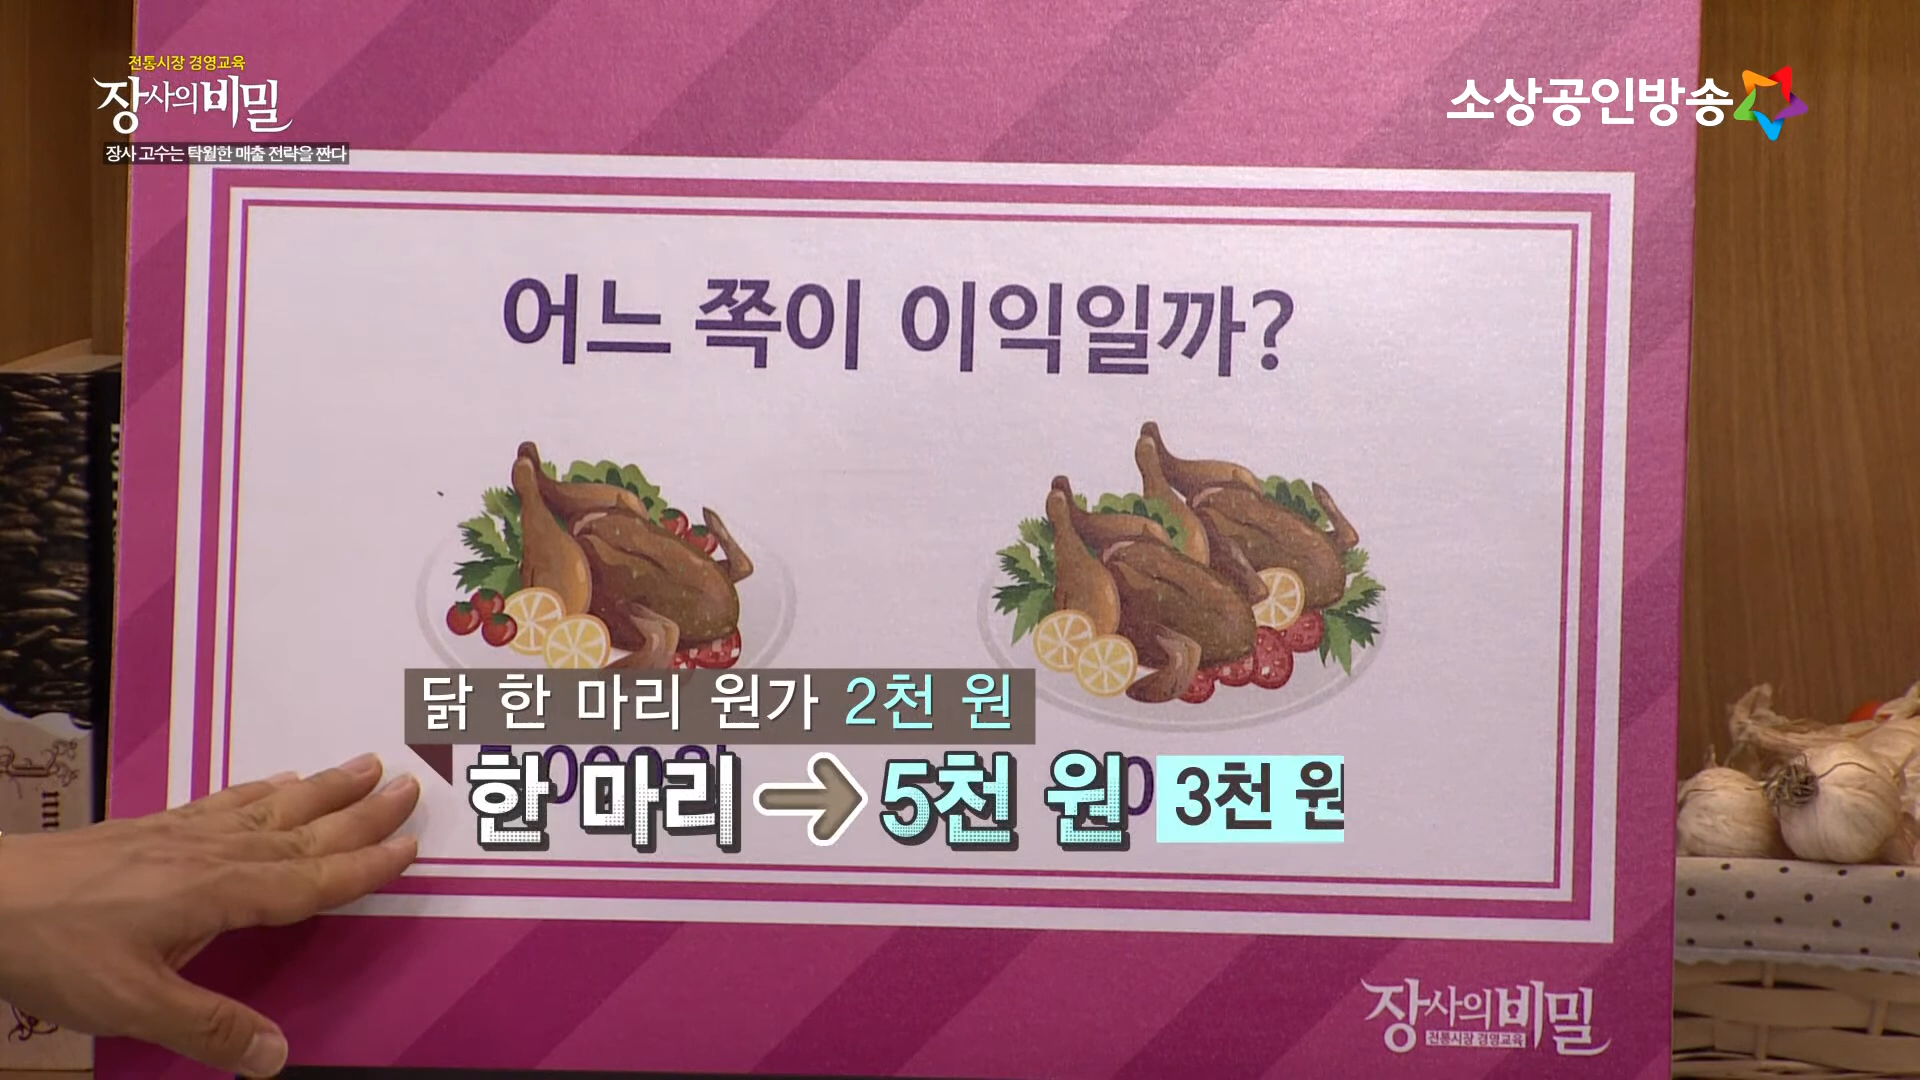 전통시장 경영교육
장사의비밀
장사 고수는 탁월한 매출 전략을 짠다
소상공인방송
어느 쪽이 이익일까?
닭 한 마리 원가 2천 원
한 마리 → 5천 원 3천 원
장사의비밀
전통시장 경영교육